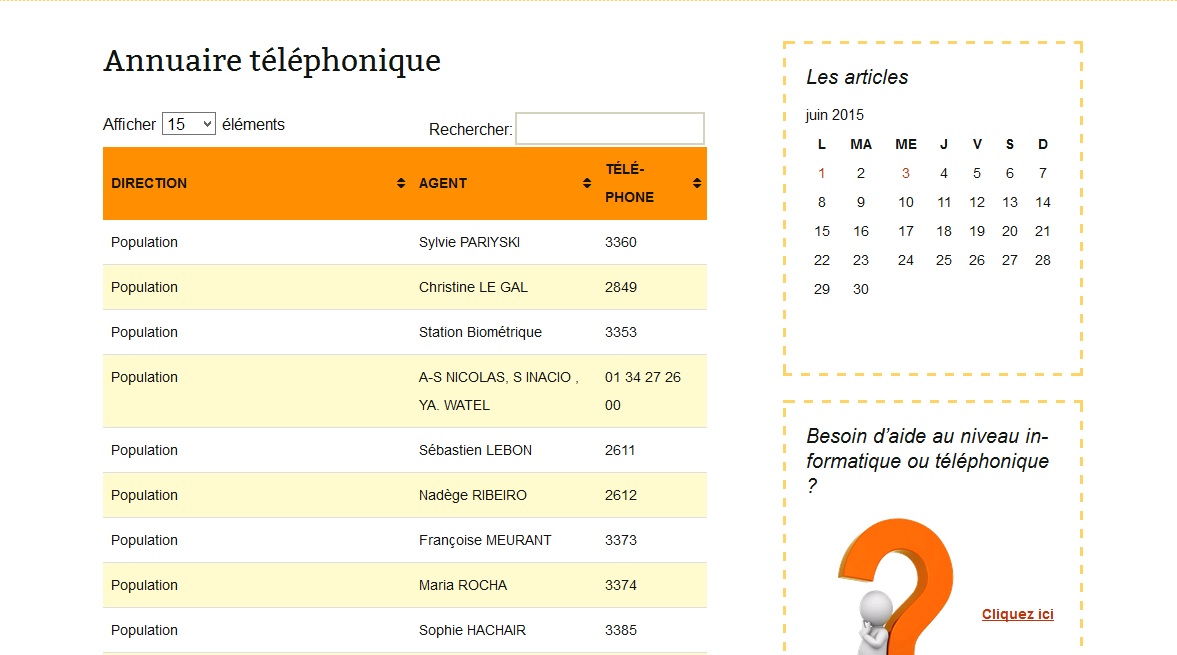 Annuaire téléphonique
Afficher 15 éléments
Rechercher:
DIRECTION AGENT TÉLÉ-
PHONE
Population Sylvie PARIYSKI 3360
Population Christine LE GAL 2849
Population Station Biométrique 3353
Population A-S NICOLAS, S INACIO , 01 34 27 26
YA. WATEL 00
Population Sébastien LEBON 2611
Population Nadège RIBEIRO 2612
Population Françoise MEURANT 3373
Population Maria ROCHA 3374
Population Sophie HACHAIR 3385
Les articles
juin 2015
L MA ME J V S D
1 2 3 4 5 6 7
8 9 10 11 12 13 14
15 16 17 18 19 20 21
22 23 24 25 26 27 28
29 30
Besoin d’aide au niveau in-
formatique ou téléphonique
?
Cliquez ici